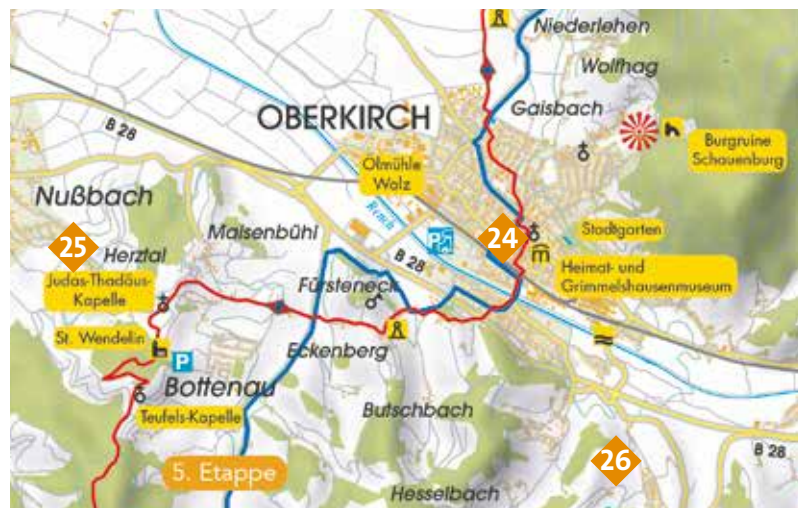 Niederlehen
Wolfhag
Gaisbach
OBERKIRCH
Burgruine
Schauenburg
B 28
Ölmühle
Walz
Nußbach
Rench
Stadtgarten
Maisenbühl
P
24
25
Herztal
B 28
Heimat- und
Grimmelshausenmuseum
Judas-Thadäus-
Kapelle
Fürsteneck
St. Wendelin
P
Eckenberg
Bottenau
Teufels-Kapelle
Butschbach
B 28
26
5. Etappe
Hesselbach